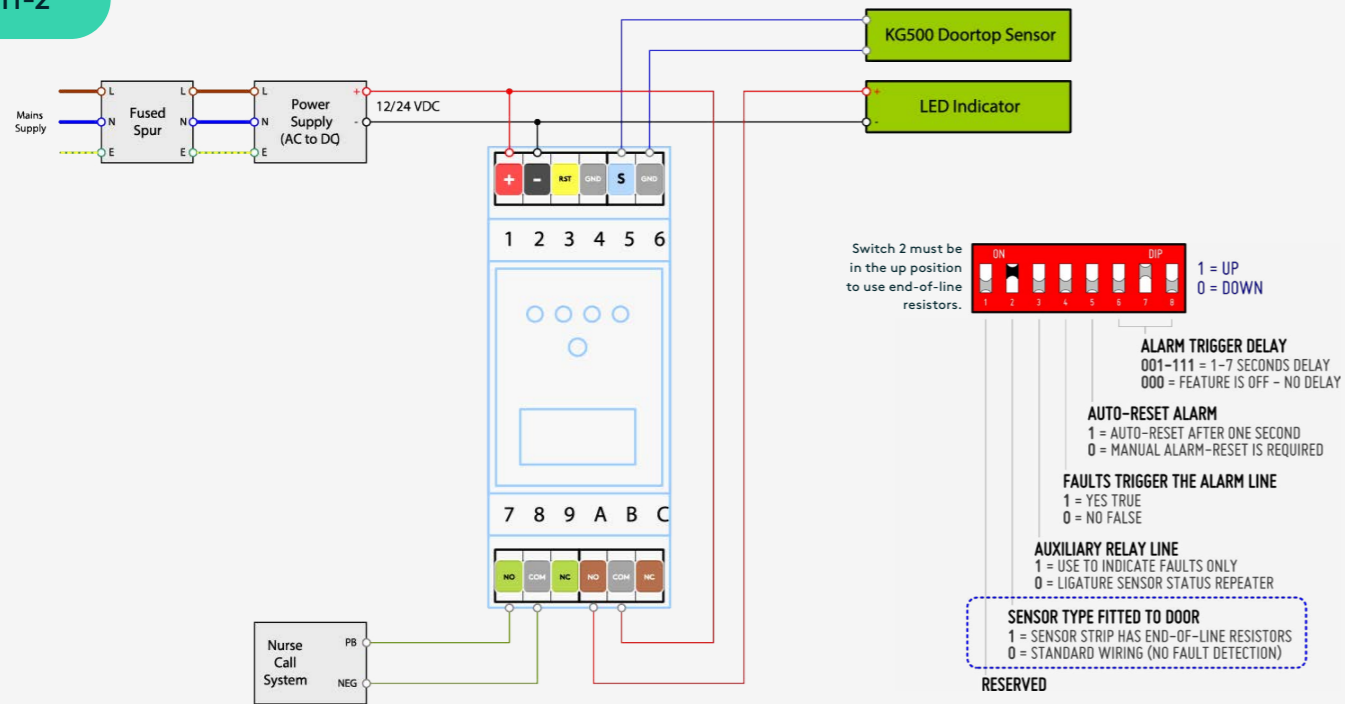 11-2
KG500 Doortop Sensor
Mains
Supply
L
N
E
Fused
Spur
L
N
E
L
N
E
Power
Supply
(AC to DC)
+
-
12/24 VDC
+
-
LED Indicator
+
-
RST
GND
S
GND
1 2 3 4 5 6
7 8 9 A B C
NO
COM
NC
NO
COM
NC
Nurse
Call
System
PB
NEG
Switch 2 must be
in the up position
to use end-of-line
resistors.
ON
DIP
1 2 3 4 5 6 7 8
1 = UP
0 = DOWN
ALARM TRIGGER DELAY
001-111 = 1-7 SECONDS DELAY
000 = FEATURE IS OFF - NO DELAY
AUTO-RESET ALARM
1 = AUTO-RESET AFTER ONE SECOND
0 = MANUAL ALARM-RESET IS REQUIRED
FAULTS TRIGGER THE ALARM LINE
1 = YES TRUE
0 = NO FALSE
AUXILIARY RELAY LINE
1 = USE TO INDICATE FAULTS ONLY
0 = LIGATURE SENSOR STATUS REPEATER
SENSOR TYPE FITTED TO DOOR
1 = SENSOR STRIP HAS END-OF-LINE RESISTORS
0 = STANDARD WIRING (NO FAULT DETECTION)
RESERVED